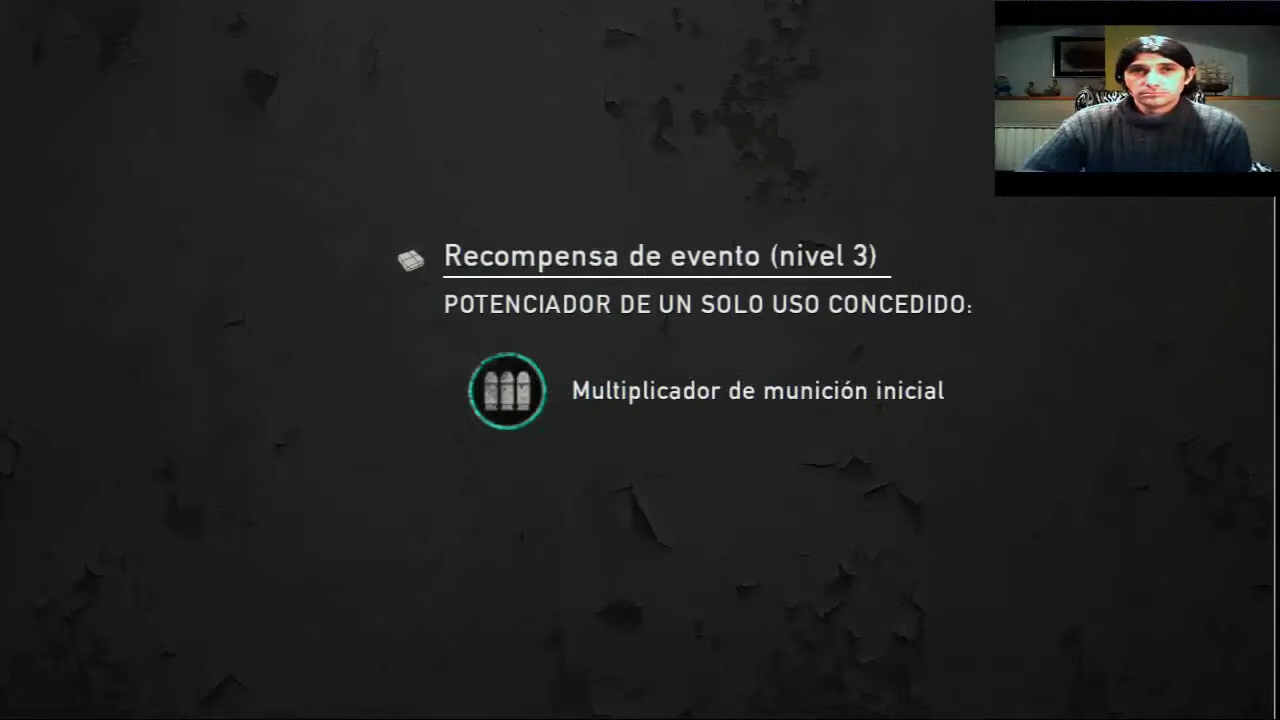 Recompensa de evento (nivel 3)
POTENCIADOR DE UN SOLO USO CONCEDIDO:
Multiplicador de munición inicial